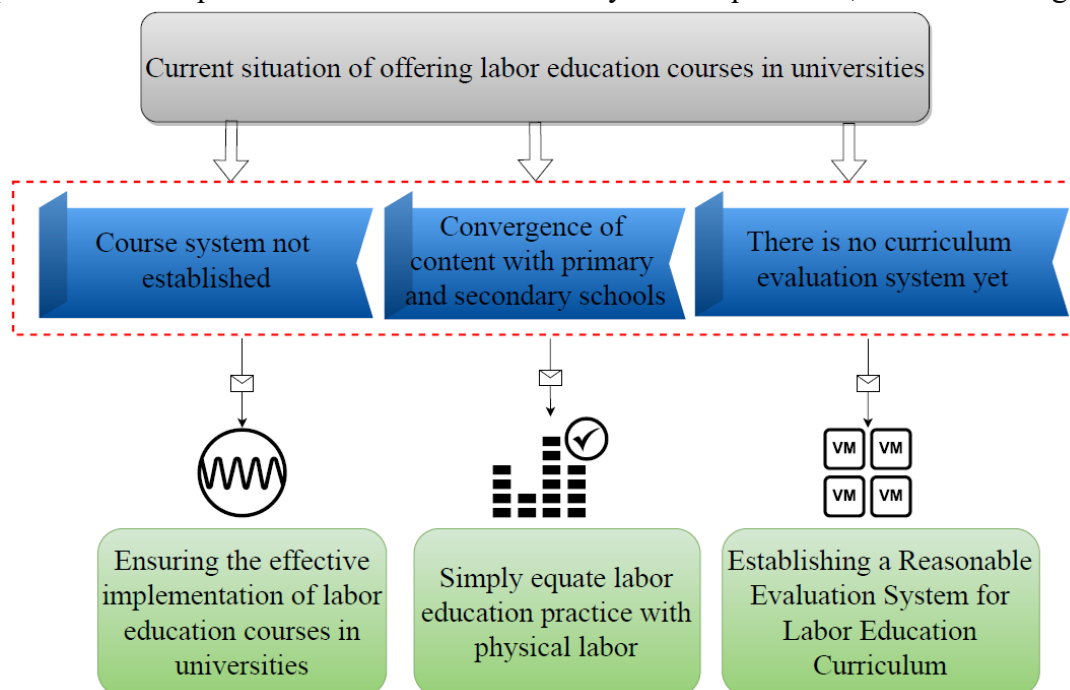 Current situation of offering labor education courses in universities
Course system not
established
Convergence of
content with primary
and secondary schools
There is no curriculum
evaluation system yet
VM VM
VM VM
Ensuring the effective
implementation of labor
education courses in
universities
Simply equate labor
education practice with
physical labor
Establishing a Reasonable
Evaluation System for
Labor Education
Curriculum